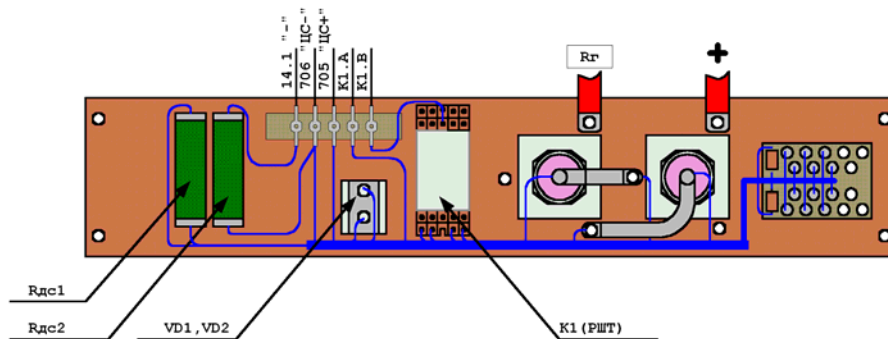 14.1 "-"
706 "ЦС-"
705 "ЦС+"
К1.А
К1.В
Rг
+
Rдс1
Rдс2
VD1,VD2
К1(РШТ)